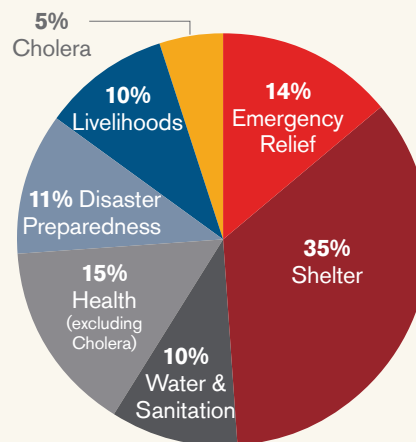 5%
Cholera
14%
Emergency
Relief
35%
Shelter
10%
Water &
Sanitation
15%
Health
(excluding
Cholera)
11% Disaster
Preparedness
10%
Livelihoods